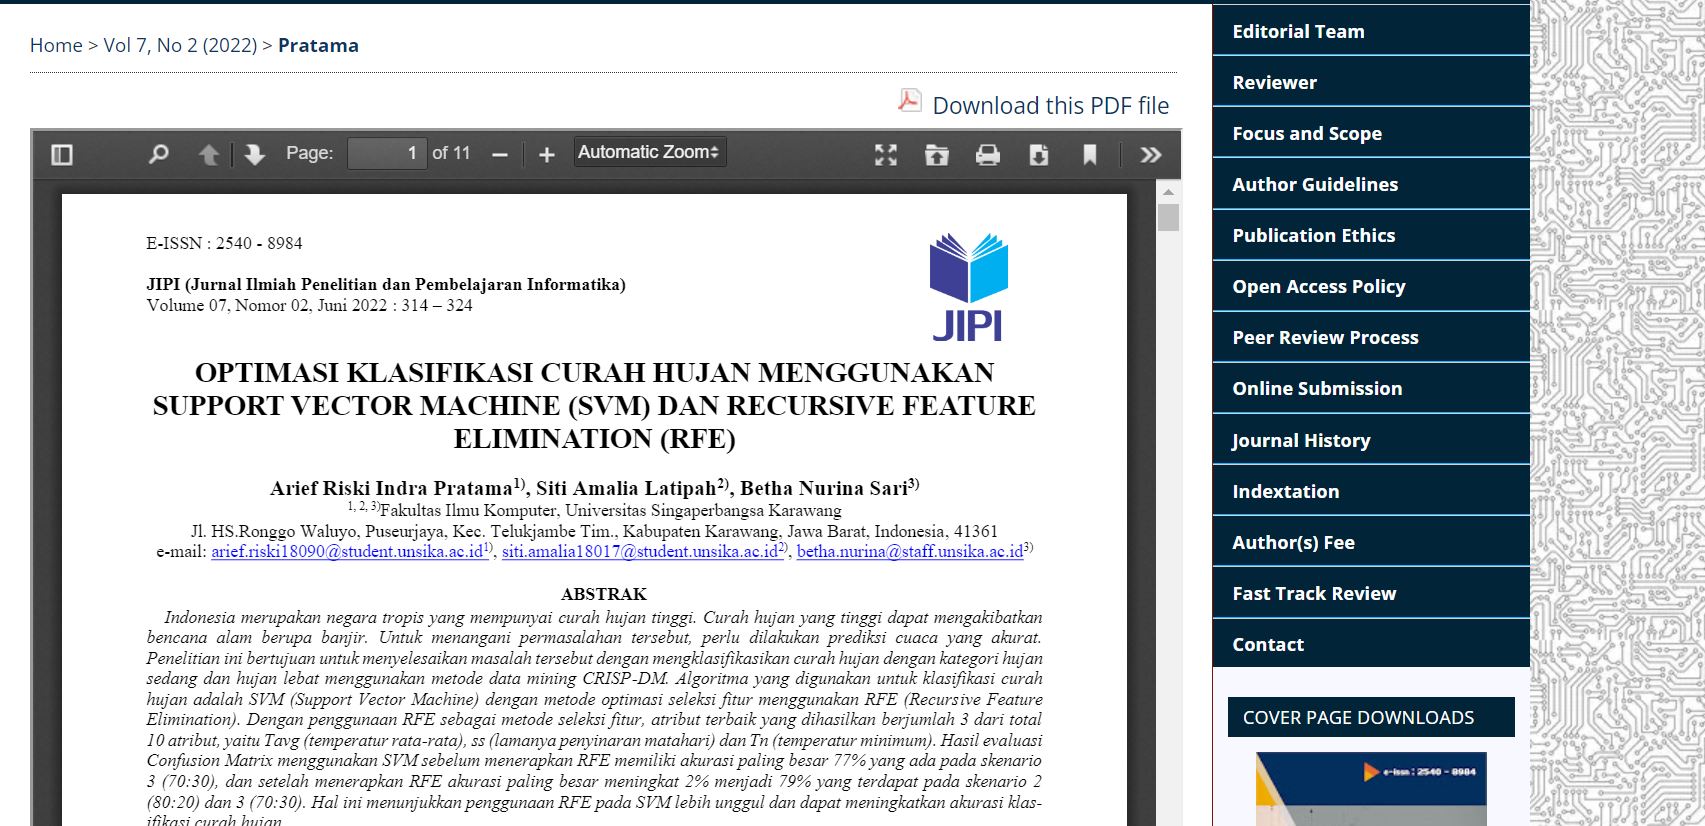 Home > Vol 7, No 2 (2022) > Pratama
Download this PDF file
Page: 1 of 11
Automatic Zoom
E-ISSN : 2540 - 8984
JIPI (Jurnal Ilmiah Penelitian dan Pembelajaran Informatika)
Volume 07, Nomor 02, Juni 2022 : 314 – 324
JIPI
OPTIMASI KLASIFIKASI CURAH HUJAN MENGGUNAKAN
SUPPORT VECTOR MACHINE (SVM) DAN RECURSIVE FEATURE
ELIMINATION (RFE)
Arief Riski Indra Pratama1), Siti Amalia Latipah2), Betha Nurina Sari3)
1, 2, 3)Fakultas Ilmu Komputer, Universitas Singaperbangsa Karawang
Jl. HS.Ronggo Waluyo, Puseurjaya, Kec. Telukjambe Tim., Kabupaten Karawang, Jawa Barat, Indonesia, 41361
e-mail: arief.riski18090@student.unsika.ac.id1), siti.amalia18017@student.unsika.ac.id2), betha.nurina@staff.unsika.ac.id3)
ABSTRAK
Indonesia merupakan negara tropis yang mempunyai curah hujan tinggi. Curah hujan yang tinggi dapat mengakibatkan
bencana alam berupa banjir. Untuk menangani permasalahan tersebut, perlu dilakukan prediksi cuaca yang akurat.
Penelitian ini bertujuan untuk menyelesaikan masalah tersebut dengan mengklasifikasikan curah hujan dengan kategori hujan
sedang dan hujan lebat menggunakan metode data mining CRISP-DM. Algoritma yang digunakan untuk klasifikasi curah
hujan adalah SVM (Support Vector Machine) dengan metode optimasi seleksi fitur menggunakan RFE (Recursive Feature
Elimination). Dengan penggunaan RFE sebagai metode seleksi fitur, atribut terbaik yang dihasilkan berjumlah 3 dari total
10 atribut, yaitu Tavg (temperatur rata-rata), ss (lamanya penyinaran matahari) dan Tn (temperatur minimum). Hasil evaluasi
Confusion Matrix menggunakan SVM sebelum menerapkan RFE memiliki akurasi paling besar 77% yang ada pada skenario
3 (70:30), dan setelah menerapkan RFE akurasi paling besar meningkat 2% menjadi 79% yang terdapat pada skenario 2
(80:20) dan 3 (70:30). Hal ini menunjukkan penggunaan RFE pada SVM lebih unggul dan dapat meningkatkan akurasi klas-
ifikasi curah hujan.
Editorial Team
Reviewer
Focus and Scope
Author Guidelines
Publication Ethics
Open Access Policy
Peer Review Process
Online Submission
Journal History
Indextation
Author(s) Fee
Fast Track Review
Contact
COVER PAGE DOWNLOADS
e-issn : 2540 - 8984